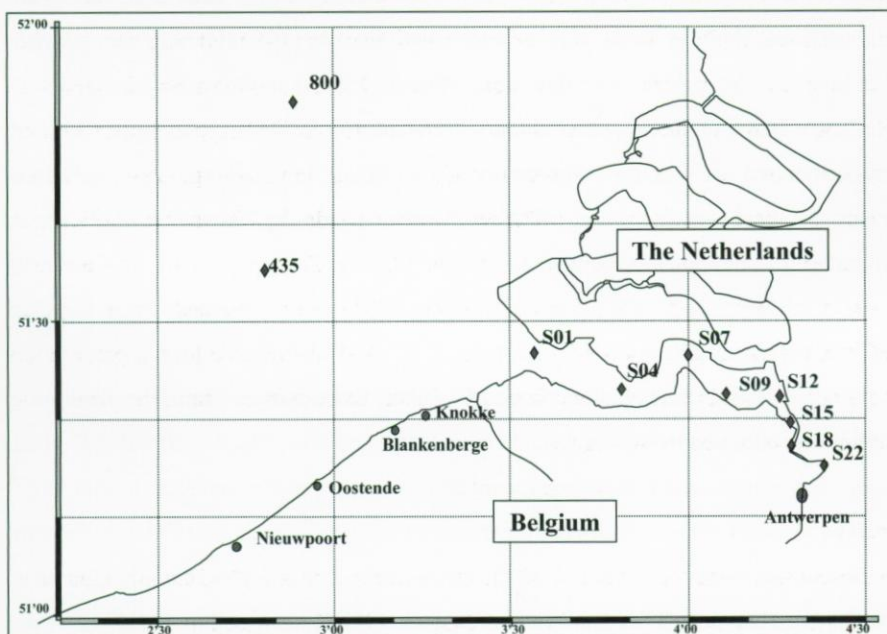 52'00
800
435
The Netherlands
51'30
S01
S07
S04
S09
S12
S15
S18
S22
Knokke
Blankenberge
Oostende
Nieuwpoort
Belgium
Antwerpen
51'00
2'30
3'00
3'30
4'00
4'30